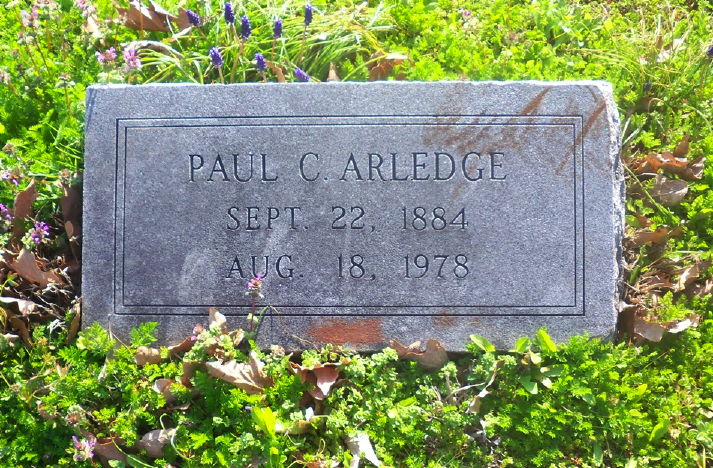 PAUL C. ARLEDGE
SEPT. 22, 1884
AUG. 18, 1978